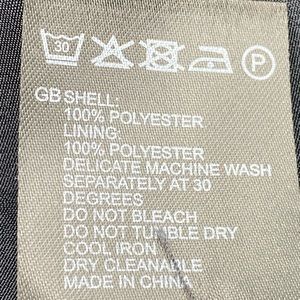 30 P
GB SHELL:
100% POLYESTER
LINING:
100% POLYESTER
DELICATE MACHINE WASH
SEPARATELY AT 30
DEGREES
DO NOT BLEACH
DO NOT TUMBLE DRY
COOL IRON
DRY CLEANABLE
MADE IN CHINA